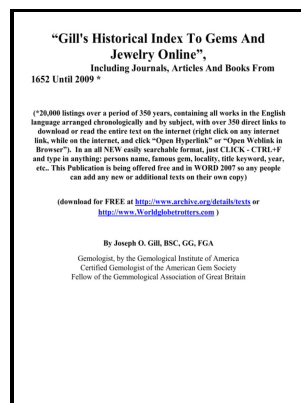 “Gill's Historical Index To Gems And
Jewelry Online”,
Including Journals, Articles And Books From
1652 Until 2009 *
(*20,000 listings over a period of 350 years, containing all works in the English
language arranged chronologically and by subject, with over 350 direct links to
download or read the entire text on the internet (right click on any internet
link, while on the internet, and click “Open Hyperlink” or “Open Weblink in
Browser”).  In an all NEW easily searchable format, just CLICK - CTRL+F
and type in anything: persons name, famous gem, locality, title keyword, year,
etc.. This Publication is being offered free and in WORD 2007 so any people
can add any new or additional texts on their own copy)
(download for FREE at http://www.archive.org/details/texts or
http://www.Worldglobetrotters.com )
By Joseph O. Gill, BSC, GG, FGA
Gemologist, by the Gemological Institute of America
Certified Gemologist of the American Gem Society
Fellow of the Gemmological Association of Great Britain